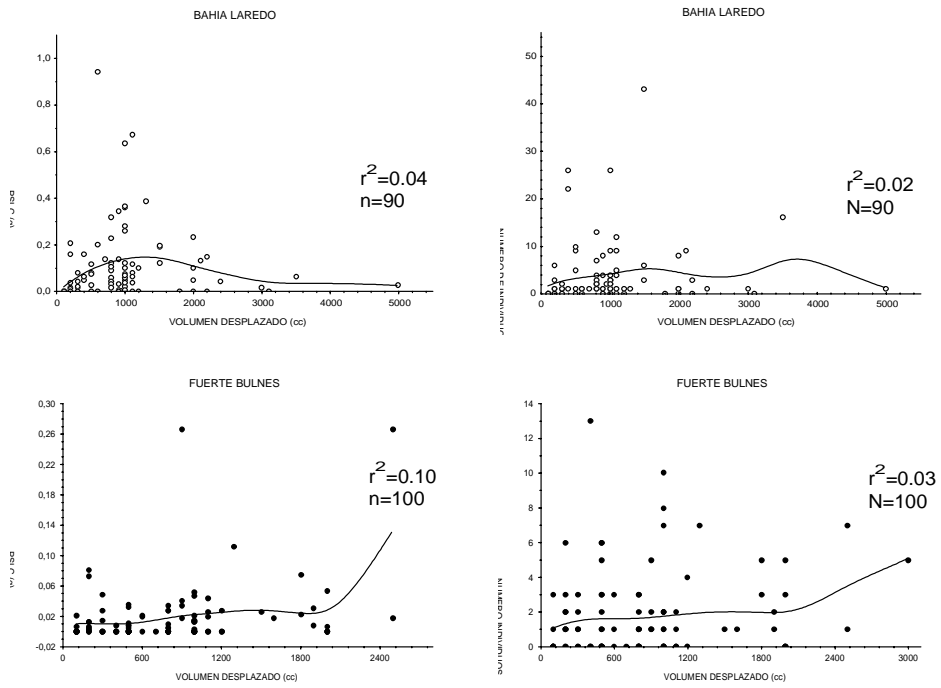 BAHIA LAREDO
1,0
0,8
0,6
0,4
0,2
0,0
r²=0.04
n=90
0 1000 2000 3000 4000 5000
VOLUMEN DESPLAZADO (cc)
BAHIA LAREDO
50
40
30
20
10
0
r²=0.02
N=90
0 1000 2000 3000 4000 5000
VOLUMEN DESPLAZADO (cc)
FUERTE BULNES
0,30
0,26
0,22
0,18
0,14
0,10
0,06
0,02
-0,02
r²=0.10
n=100
0 600 1200 1800 2400
VOLUMEN DESPLAZADO (cc)
FUERTE BULNES
14
12
10
8
6
4
2
0
r²=0.03
N=100
0 600 1200 1800 2400 3000
VOLUMEN DESPLAZADO (cc)